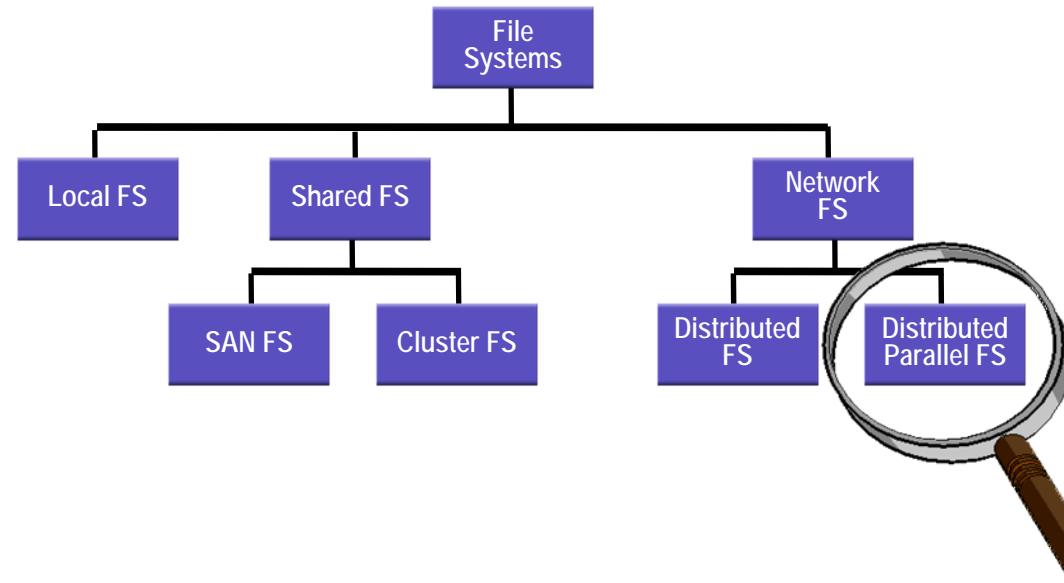 File
Systems
Local FS
Shared FS
Network
FS
SAN FS
Cluster FS
Distributed
FS
Distributed
Parallel FS